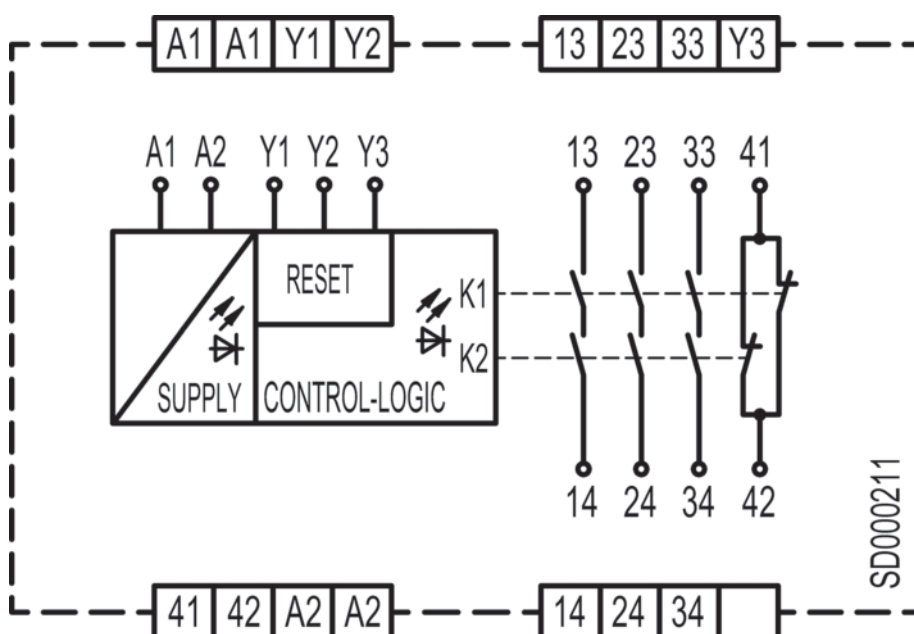 A1 A1 Y1 Y2 13 23 33 Y3
A1 A2 Y1 Y2 Y3 13 23 33 41
RESET
K1
K2
SUPPLY CONTROL-LOGIC
14 24 34 42
SD000211
41 42 A2 A2 14 24 34